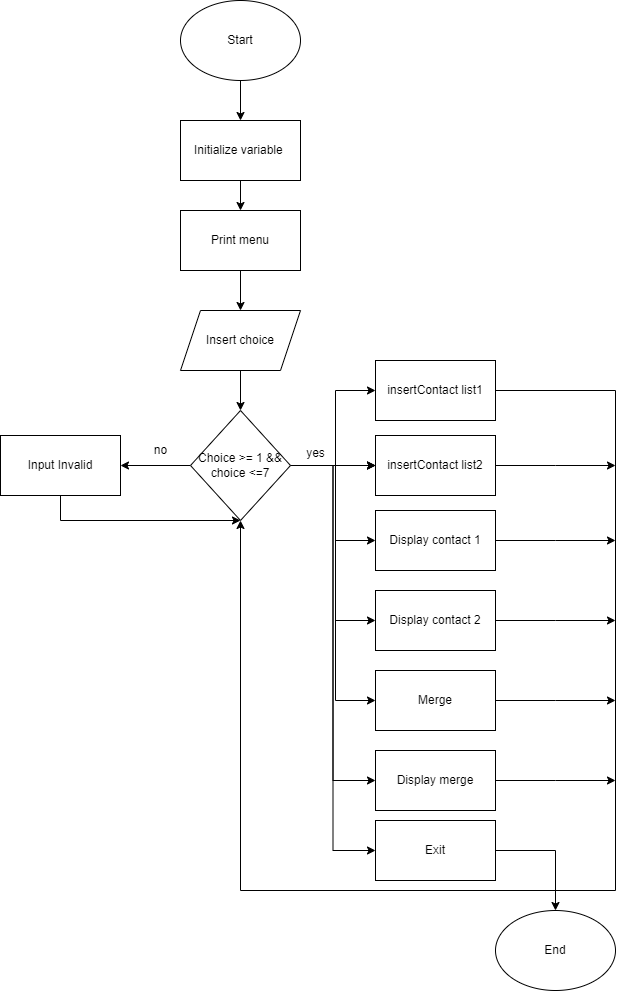 Start
Initialize variable
Print menu
Insert choice
insertContact list1
no
Choice >= 1 &&
choice <=7
yes
Input Invalid
insertContact list2
Display contact 1
Display contact 2
Merge
Display merge
Exit
End